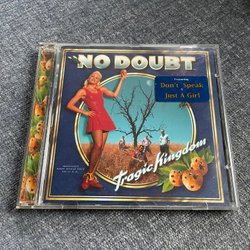 NO DOUBT
Featuring
Don't Speak
Just A Girl
Tragic Kingdom